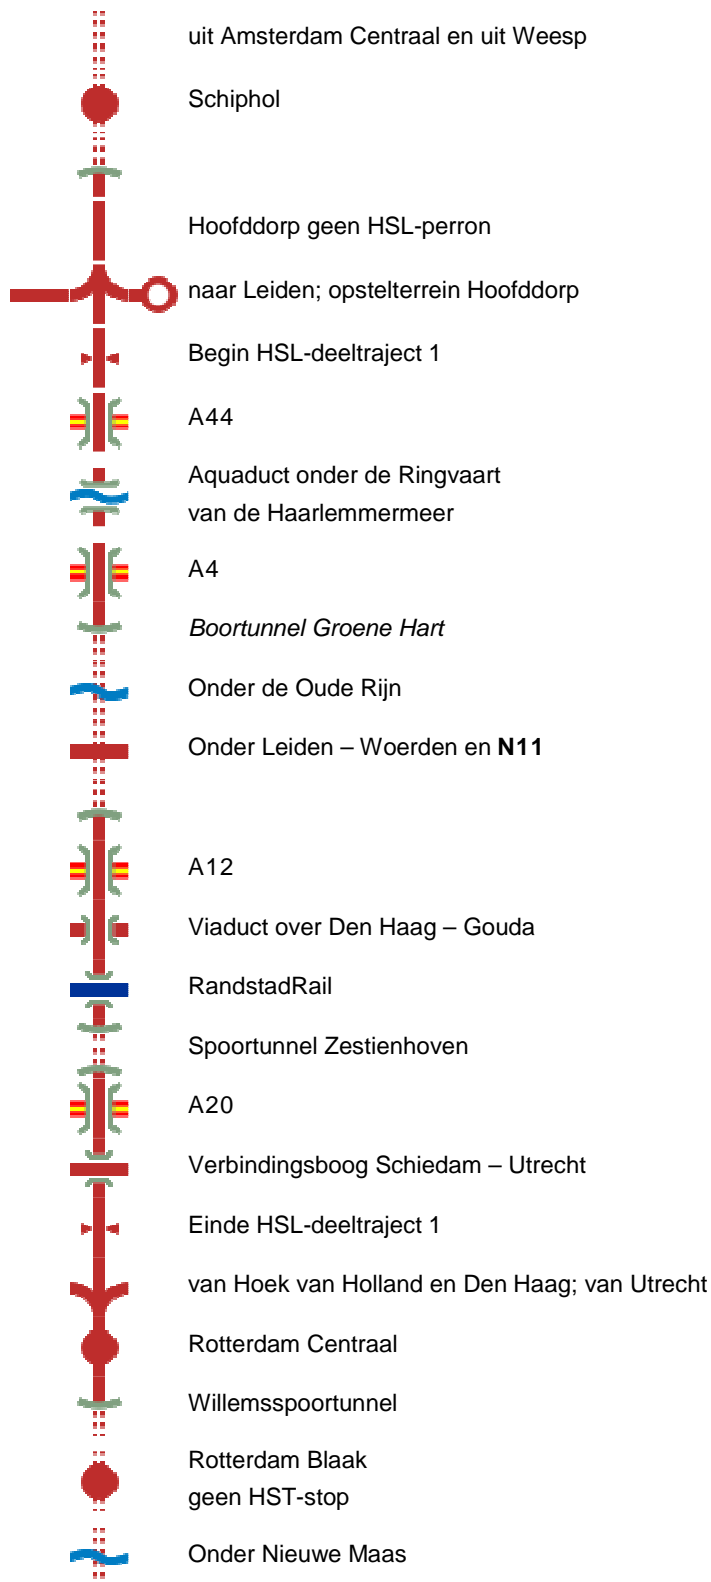 uit Amsterdam Centraal en uit Weesp
Schiphol
Hoofddorp geen HSL-perron
naar Leiden; opstelterrein Hoofddorp
Begin HSL-deeltraject 1
A44
Aquaduct onder de Ringvaart
van de Haarlemmermeer
A4
Boortunnel Groene Hart
Onder de Oude Rijn
Onder Leiden – Woerden en N11
A12
Viaduct over Den Haag – Gouda
RandstadRail
Spoortunnel Zestienhoven
A20
Verbindingsboog Schiedam – Utrecht
Einde HSL-deeltraject 1
van Hoek van Holland en Den Haag; van Utrecht
Rotterdam Centraal
Willemsspoortunnel
Rotterdam Blaak
geen HST-stop
Onder Nieuwe Maas